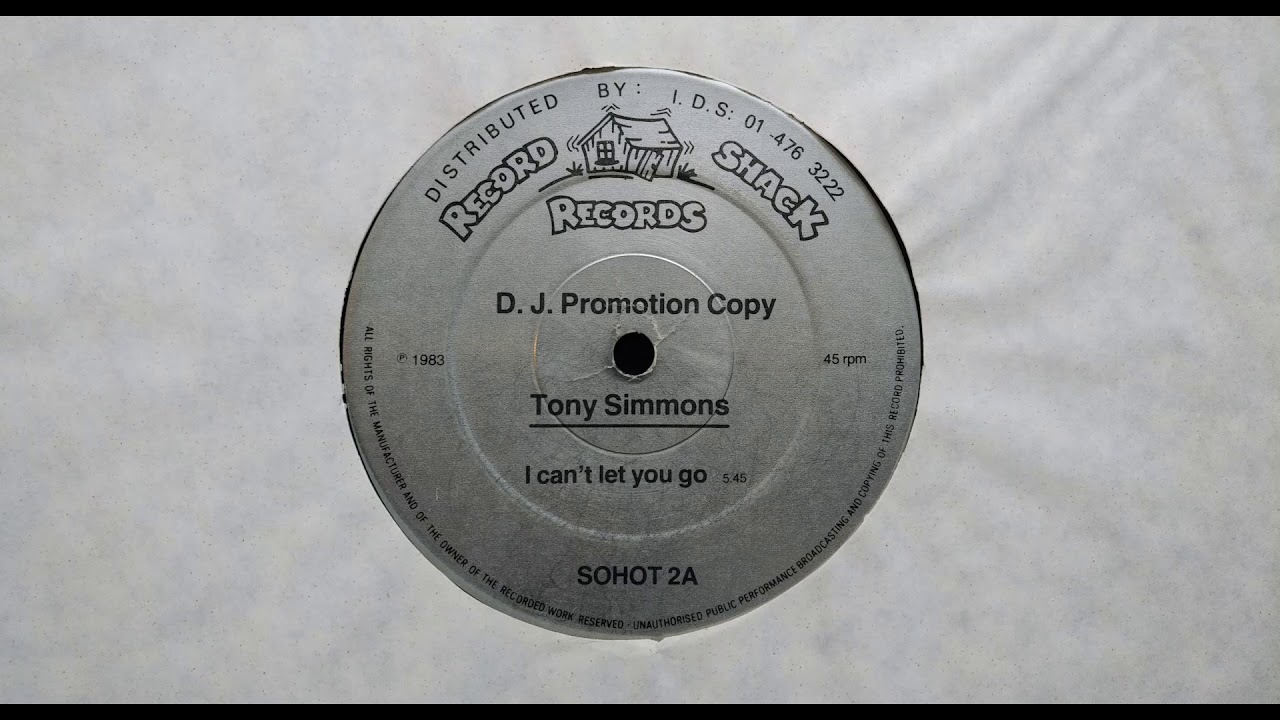 DISTRIBUTED BY: I.D.S: 01-476 3222
RECORD SHACK
RECORDS
D. J. Promotion Copy
℗ 1983
45 rpm
Tony Simmons
I can't let you go 5.45
SOHOT 2A
ALL RIGHTS OF THE MANUFACTURER AND OF THE OWNER OF THE RECORDED WORK RESERVED - UNAUTHORISED PUBLIC PERFORMANCE BROADCASTING AND COPYING OF THIS RECORD PROHIBITED.